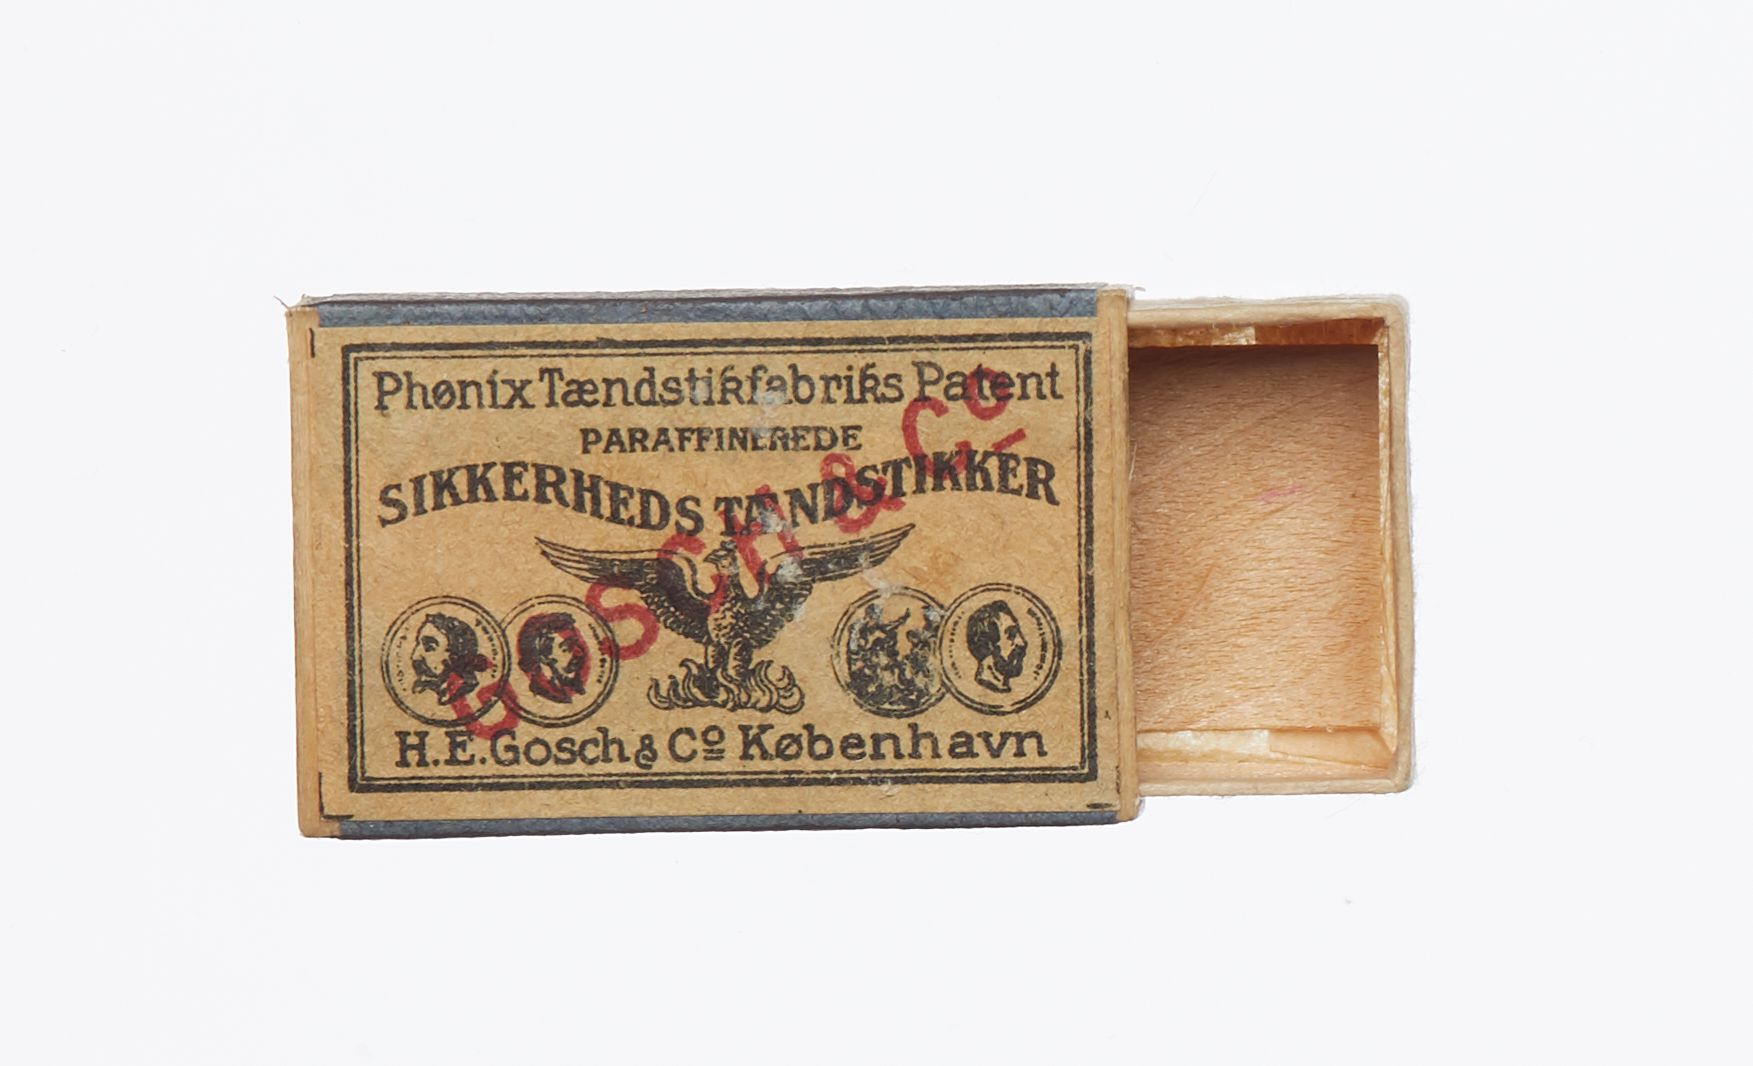 Phønix Tændstikfabriks Patent
PARAFFINEREDE
SIKKERHEDS TÆNDSTIKKER
GOSCH & Co
H.E. Gosch & Co København